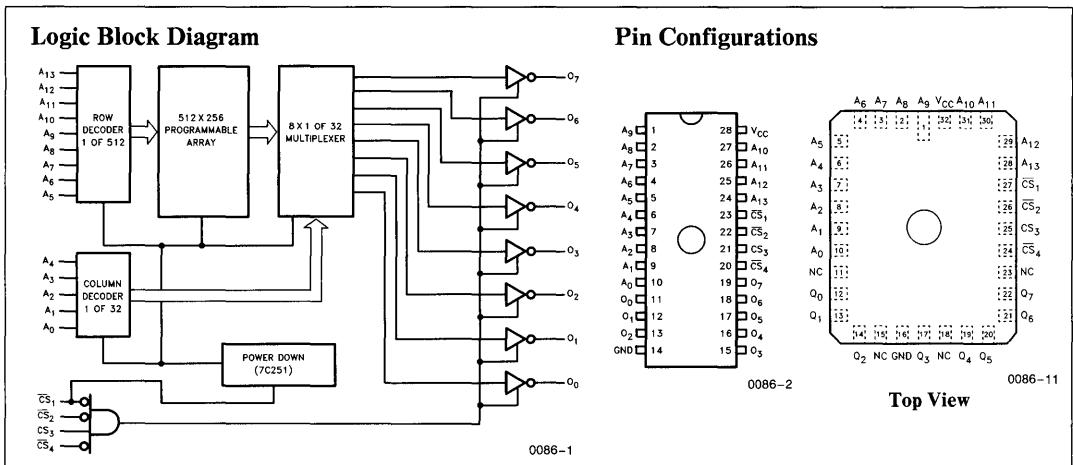 Logic Block Diagram
A13
A12
A11
A10
A9
A8
A7
A6
A5
ROW
DECODER
1 OF 512
512 X 256
PROGRAMMABLE
ARRAY
8 X 1 OF 32
MULTIPLEXER
O7
O6
O5
O4
O3
O2
O1
O0
A4
A3
A2
A1
A0
COLUMN
DECODER
1 OF 32
POWER DOWN
(7C251)
C̅S̅1
C̅S̅2
CS3
C̅S̅4
0086-1
Pin Configurations
A9 1 28 VCC
A8 2 27 A10
A7 3 26 A11
A6 4 25 A12
A5 5 24 A13
A4 6 23 C̅S̅1
A3 7 22 C̅S̅2
A2 8 21 CS3
A1 9 20 C̅S̅4
A0 10 19 O7
O0 11 18 O6
O1 12 17 O5
O2 13 16 O4
GND 14 15 O3
0086-2
A6 A7 A8 A9 VCC A10 A11
4 3 2 1 32 31 30
A5 5 29 A12
A4 6 28 A13
A3 7 27 C̅S̅1
A2 8 26 C̅S̅2
A1 9 25 CS3
A0 10 24 C̅S̅4
NC 11 23 NC
Q0 12 22 Q7
Q1 13 21 Q6
14 15 16 17 18 19 20
Q2 NC GND Q3 NC Q4 Q5
0086-11
Top View